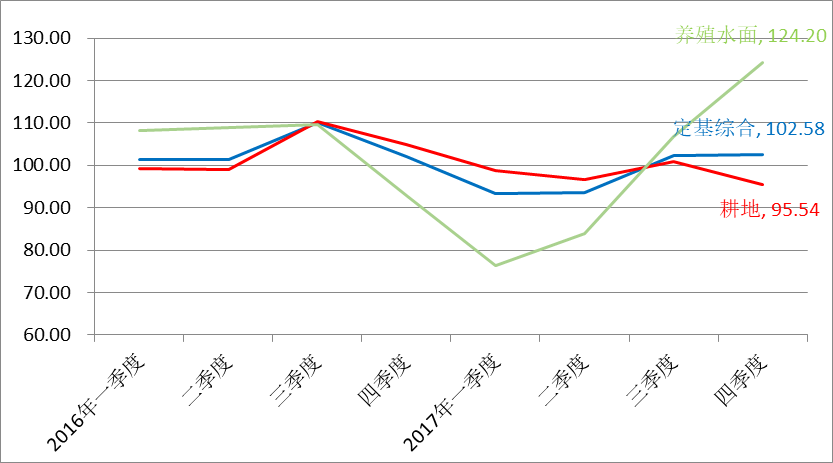 养殖水面, 124.20
130.00
120.00
110.00
定基综合, 102.58
100.00
耕地, 95.54
90.00
80.00
70.00
60.00
2016年一季度
二季度
三季度
四季度
2017年一季度
二季度
三季度
四季度